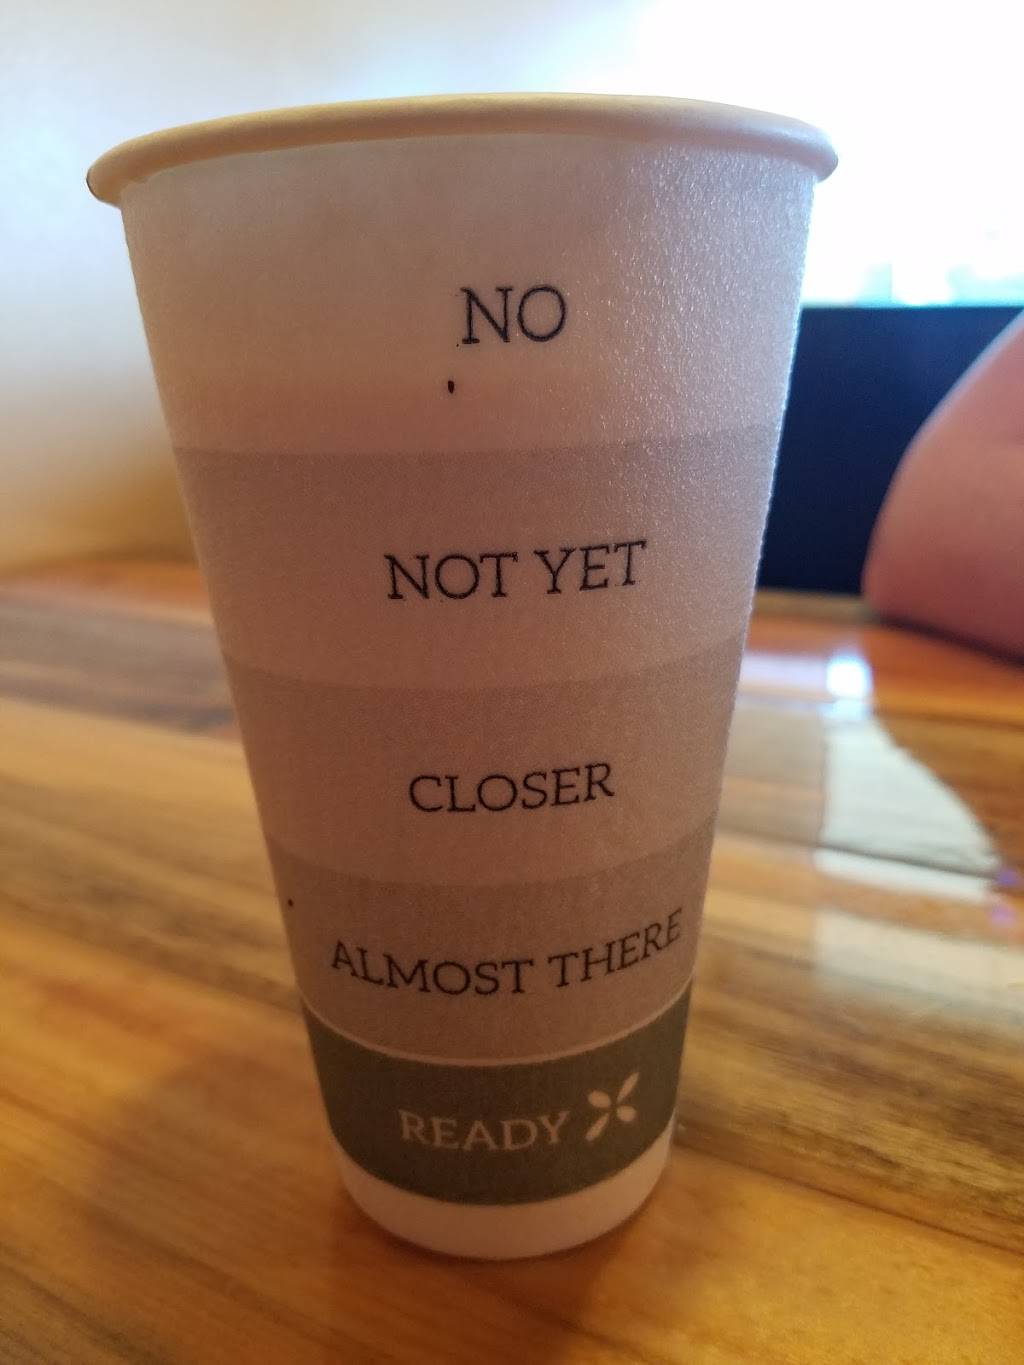 NO
NOT YET
CLOSER
ALMOST THERE
READY